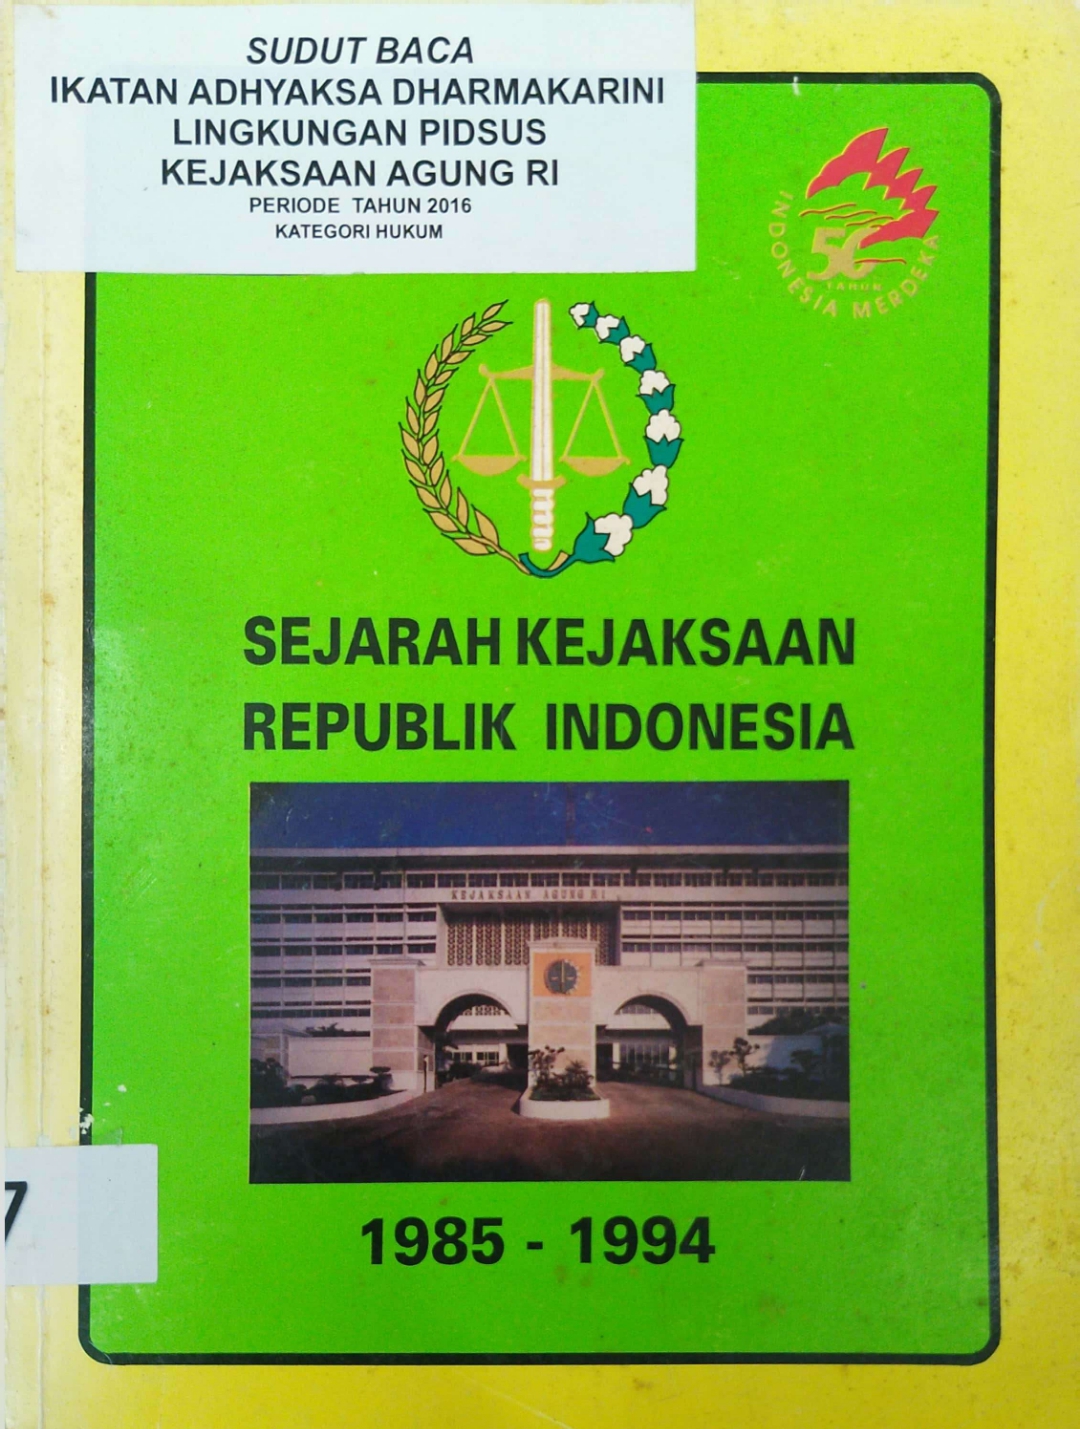 SUDUT BACA
IKATAN ADHYAKSA DHARMAKARINI
LINGKUNGAN PIDSUS
KEJAKSAAN AGUNG RI
PERIODE TAHUN 2016
KATEGORI HUKUM
50
TAHUN
INDONESIA MERDEKA
SEJARAH KEJAKSAAN
REPUBLIK INDONESIA
KEJAKSAAN AGUNG RI
7
1985 - 1994